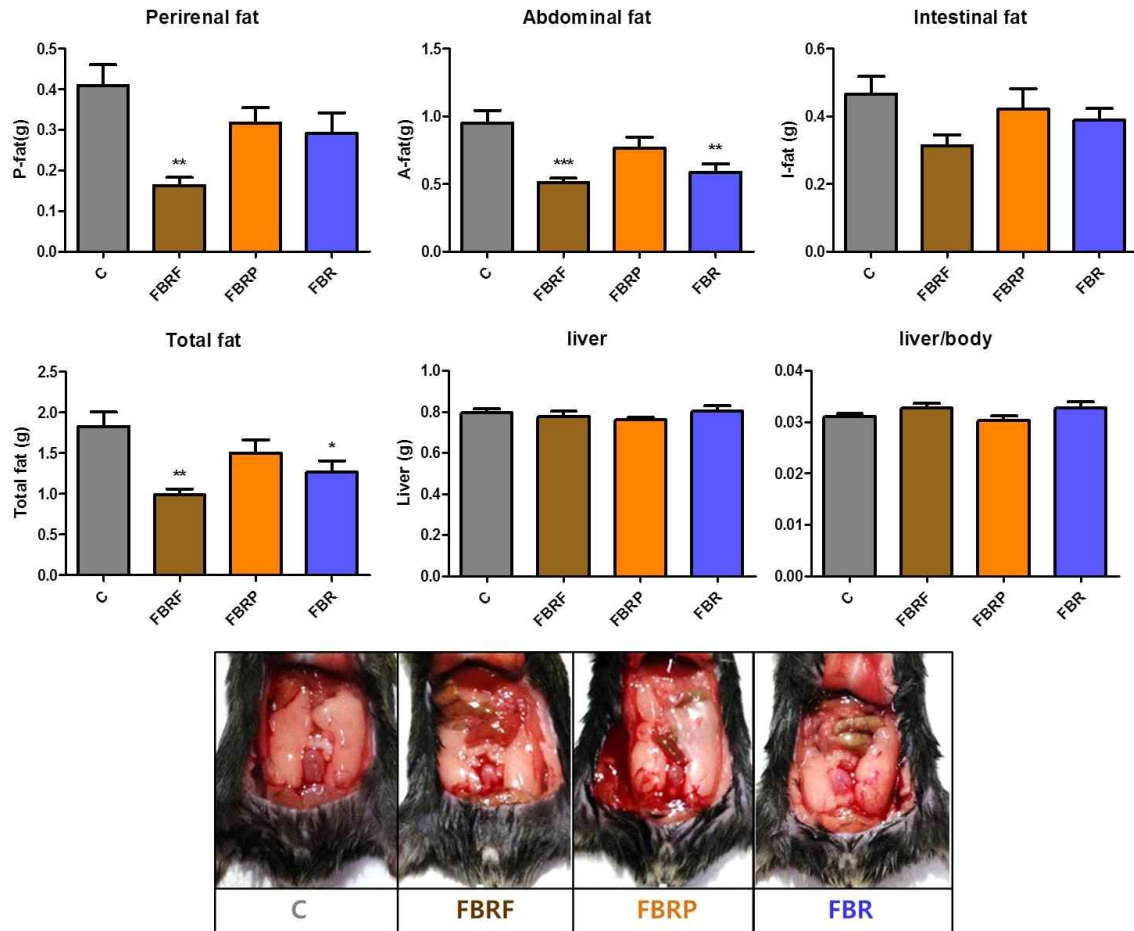 Perirenal fat
P-fat(g)
0.5
0.4
0.3
0.2
0.1
0.0
**
C
FBRF
FBRP
FBR
Abdominal fat
A-fat(g)
1.5
1.0
0.5
0.0
***
**
C
FBRF
FBRP
FBR
Intestinal fat
I-fat (g)
0.6
0.4
0.2
0.0
C
FBRF
FBRP
FBR
Total fat
Total fat (g)
2.5
2.0
1.5
1.0
0.5
0.0
**
*
C
FBRF
FBRP
FBR
liver
Liver (g)
1.0
0.8
0.6
0.4
0.2
0.0
C
FBRF
FBRP
FBR
liver/body
0.04
0.03
0.02
0.01
0.00
C
FBRF
FBRP
FBR
C
FBRF
FBRP
FBR